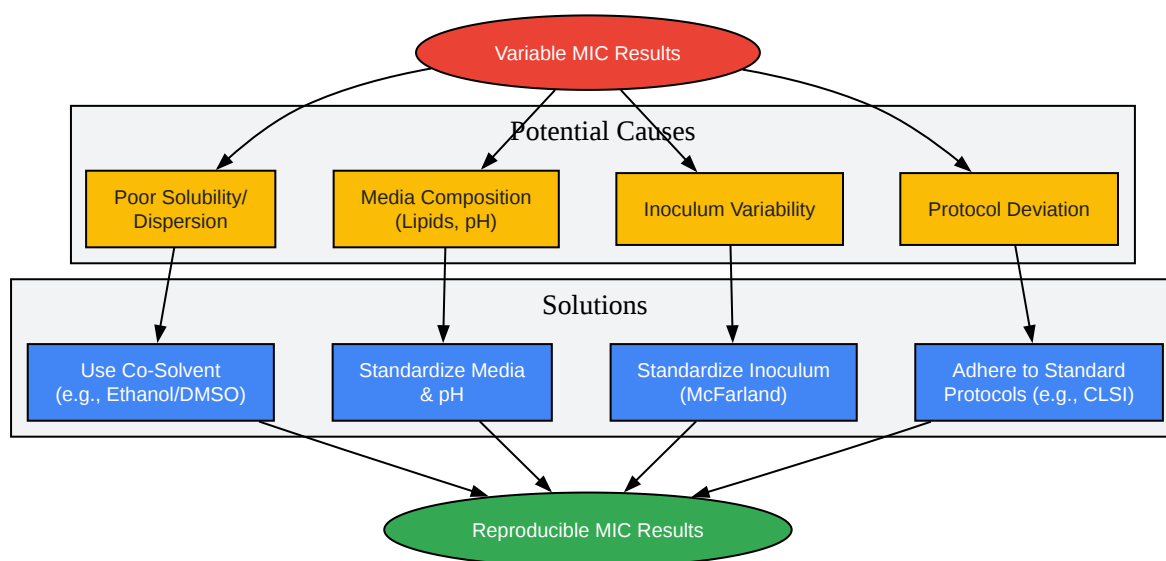 Variable MIC Results
Potential Causes
Poor Solubility/
Dispersion
Media Composition
(Lipids, pH)
Inoculum Variability
Protocol Deviation
Solutions
Use Co-Solvent
(e.g., Ethanol/DMSO)
Standardize Media
& pH
Standardize Inoculum
(McFarland)
Adhere to Standard
Protocols (e.g., CLSI)
Reproducible MIC Results